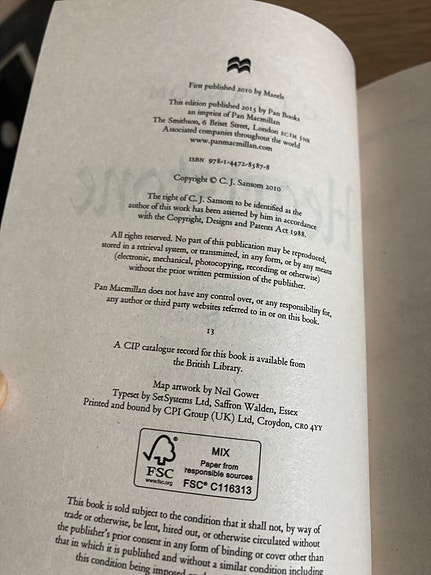 First published 2010 by Mantle
This edition published 2015 by Pan Books
an imprint of Pan Macmillan
The Smithson, 6 Briset Street, London EC1M 5NR
Associated companies throughout the world
www.panmacmillan.com
ISBN 978-1-4472-8587-8
Copyright © C. J. Sansom 2010
The right of C. J. Sansom to be identified as the
author of this work has been asserted by him in accordance
with the Copyright, Designs and Patents Act 1988.
All rights reserved. No part of this publication may be reproduced,
stored in a retrieval system, or transmitted, in any form, or by any means
(electronic, mechanical, photocopying, recording or otherwise)
without the prior written permission of the publisher.
Pan Macmillan does not have any control over, or any responsibility for,
any author or third party websites referred to in or on this book.
13
A CIP catalogue record for this book is available from
the British Library.
Map artwork by Neil Gower
Typeset by SetSystems Ltd, Saffron Walden, Essex
Printed and bound by CPI Group (UK) Ltd, Croydon, CR0 4YY
FSC
www.fsc.org
MIX
Paper from
responsible sources
FSC® C116313
This book is sold subject to the condition that it shall not, by way of
trade or otherwise, be lent, hired out, or otherwise circulated without
the publisher's prior consent in any form of binding or cover other than
that in which it is published and without a similar condition including
this condition being imposed on